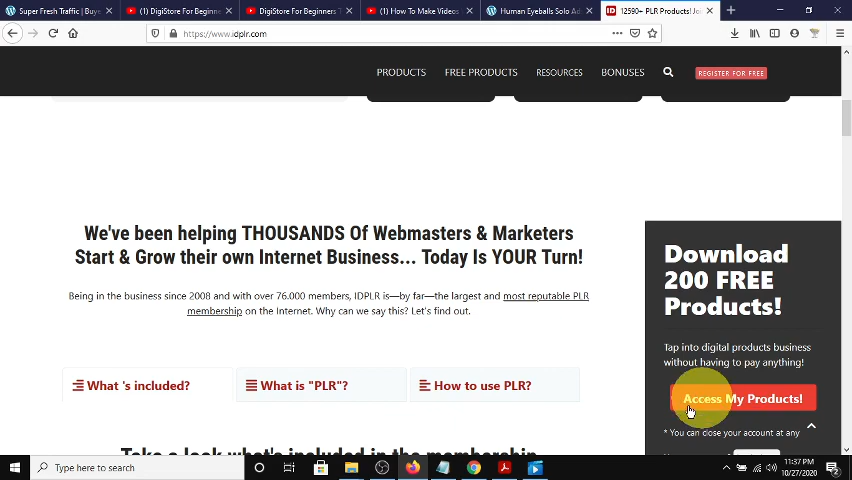 Super Fresh Traffic | Buye
(1) DigiStore For Beginne
DigiStore For Beginners T
(1) How To Make Videos
Human Eyeballs Solo Ad
12590+ PLR Products! Jo
https://www.idplr.com
PRODUCTS
FREE PRODUCTS
RESOURCES
BONUSES
REGISTER FOR FREE
We've been helping THOUSANDS Of Webmasters & Marketers
Start & Grow their own Internet Business... Today Is YOUR Turn!
Being in the business since 2008 and with over 76.000 members, IDPLR is—by far—the largest and most reputable PLR
membership on the Internet. Why can we say this? Let's find out.
What 's included?
What is "PLR"?
How to use PLR?
Download
200 FREE
Products!
Tap into digital products business
without having to pay anything!
Access My Products!
* You can close your account at any
Type here to search
11:37 PM
10/27/2020
2